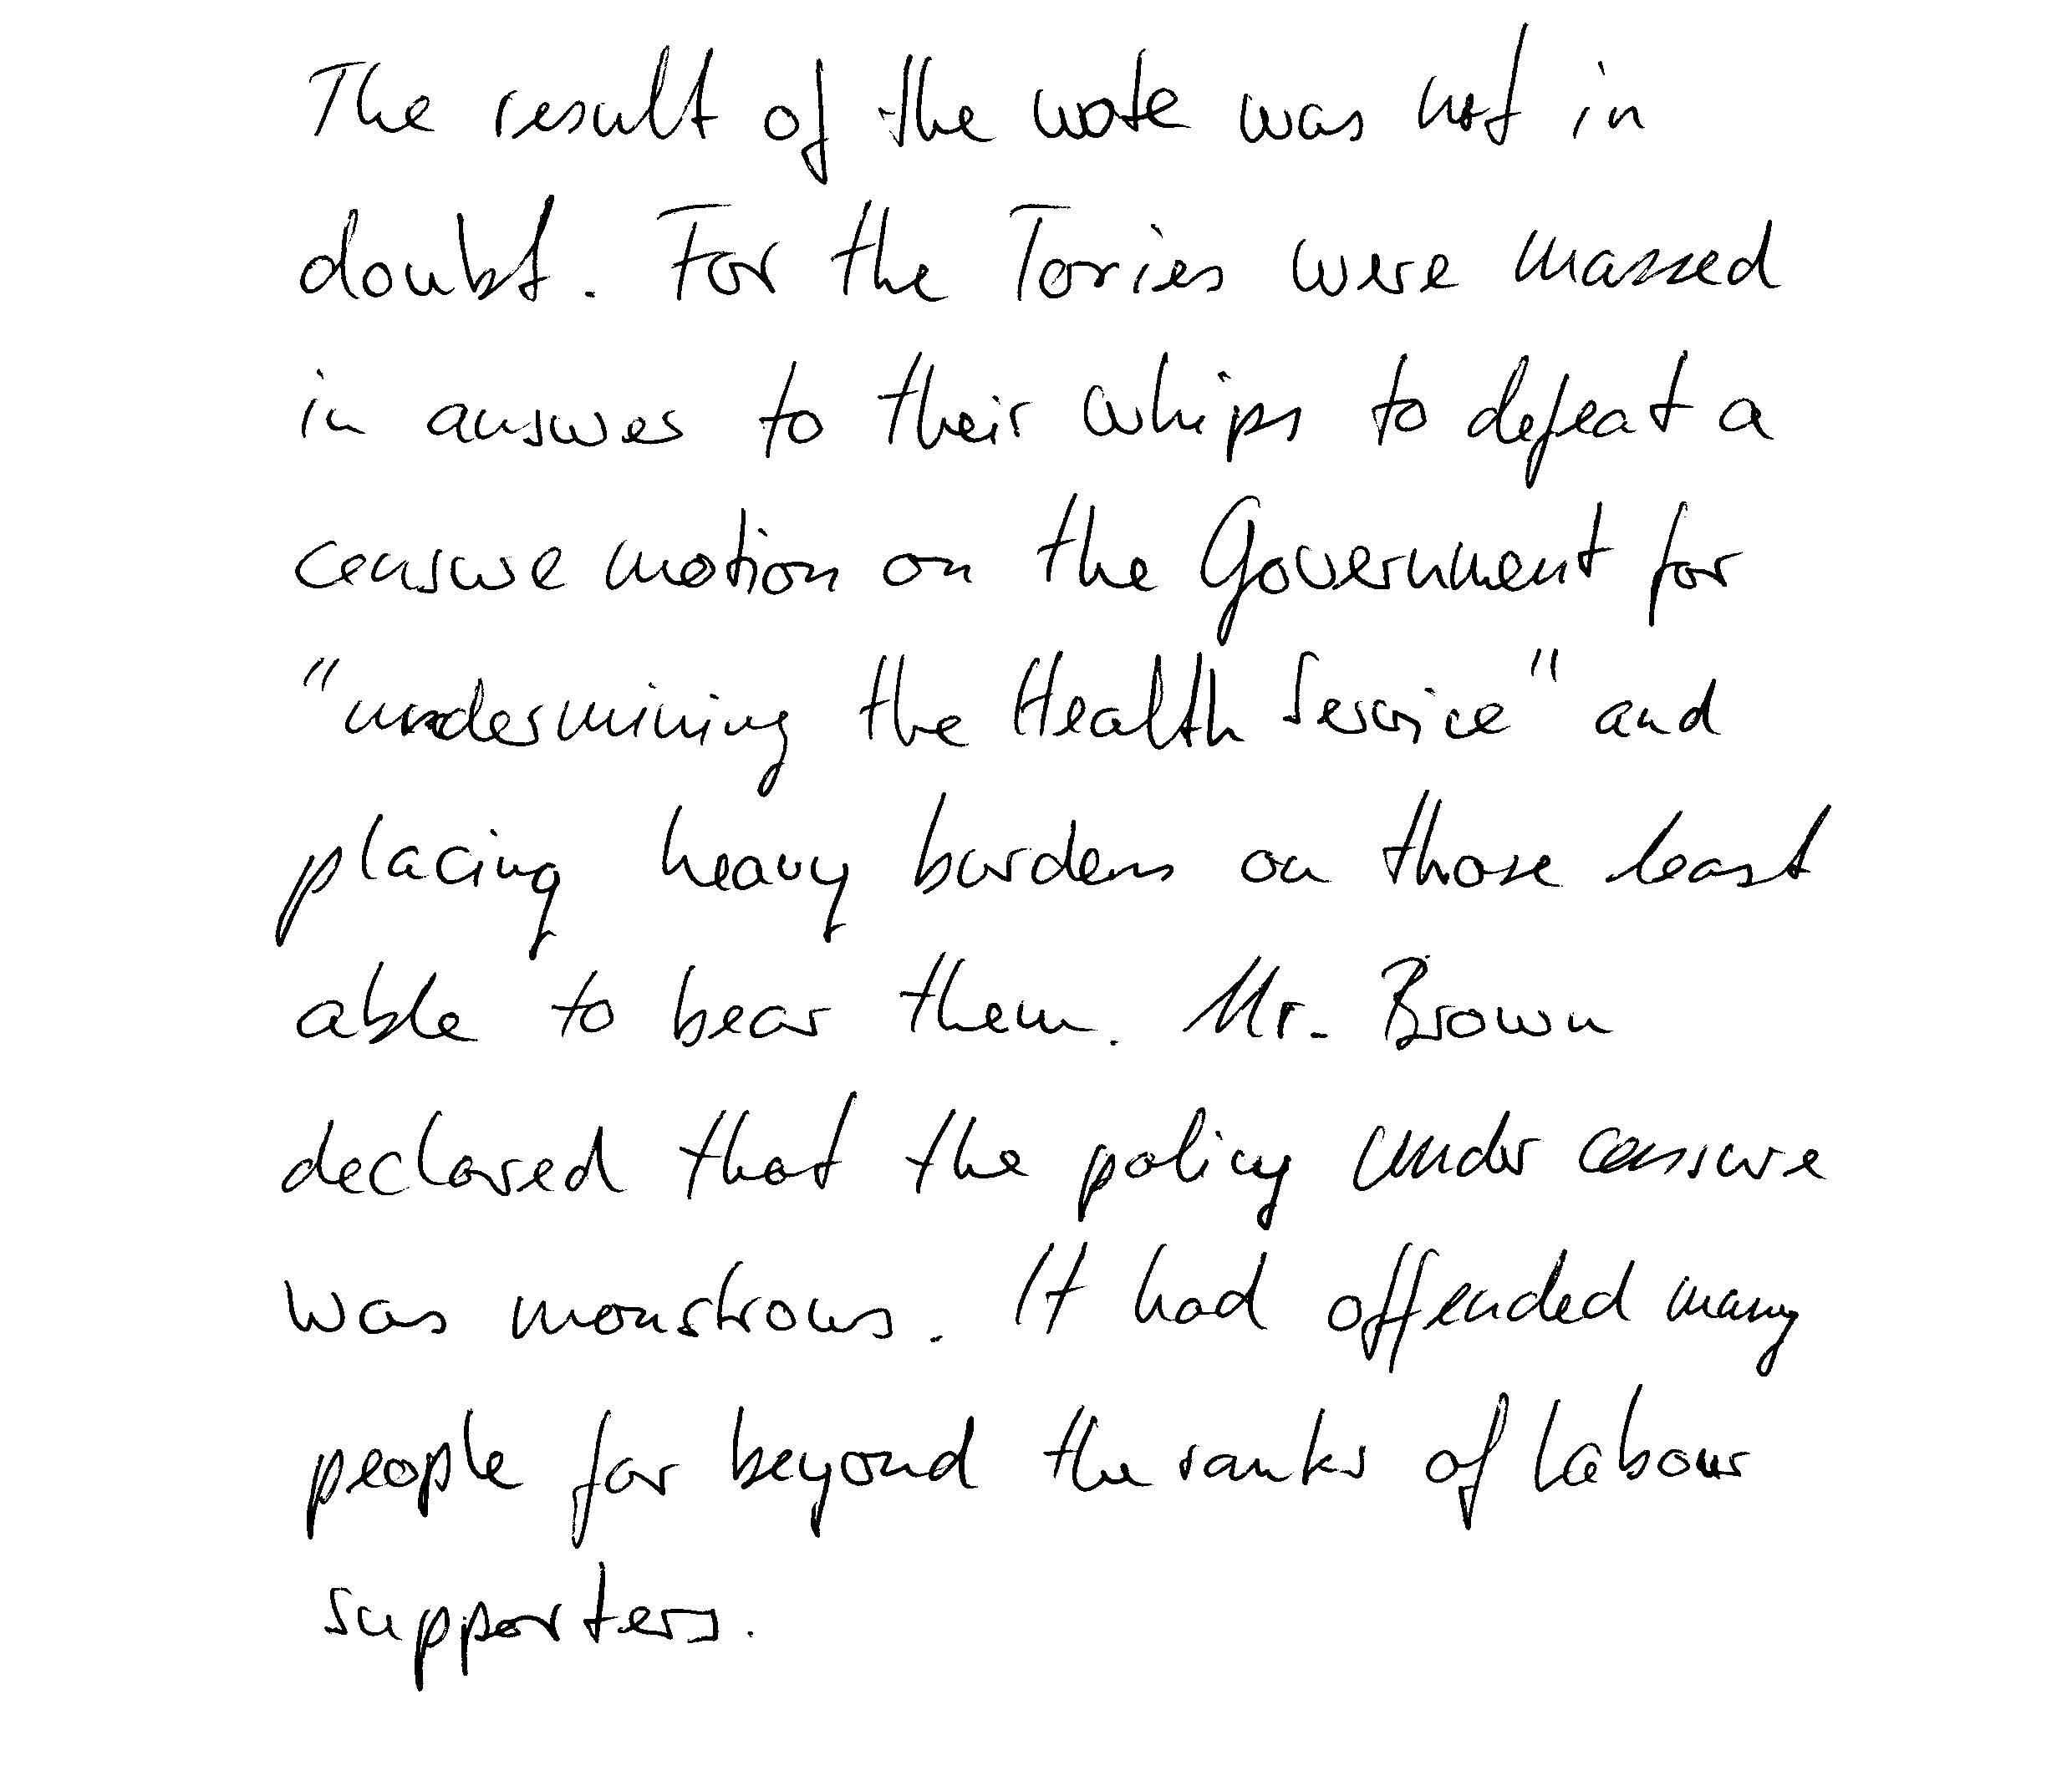 The result of the vote was not in
doubt. For the Tories were massed
in answer to their whips to defeat a
censure motion on the Government for
"undermining the Health Service" and
placing heavy burdens on those least
able to bear them. Mr. Brown
declared that the policy under censure
was monstrous. It had offended many
people far beyond the ranks of Labour
supporters.